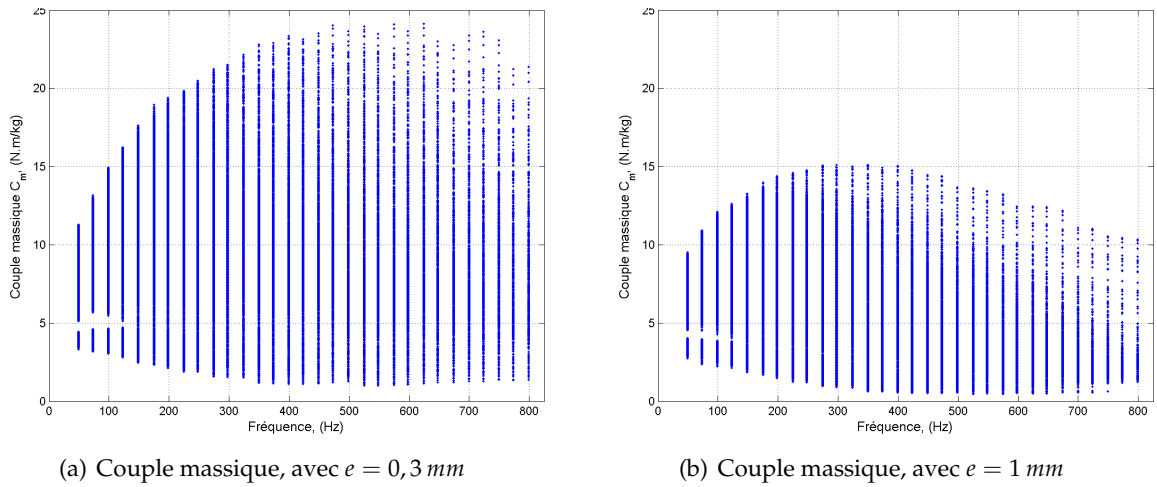 25
20
15
10
5
0
Couple massique Cm, (N.m/kg)
0 100 200 300 400 500 600 700 800
Fréquence, (Hz)
(a) Couple massique, avec e = 0,3 mm
25
20
15
10
5
0
Couple massique Cm, (N.m/kg)
0 100 200 300 400 500 600 700 800
Fréquence, (Hz)
(b) Couple massique, avec e = 1 mm